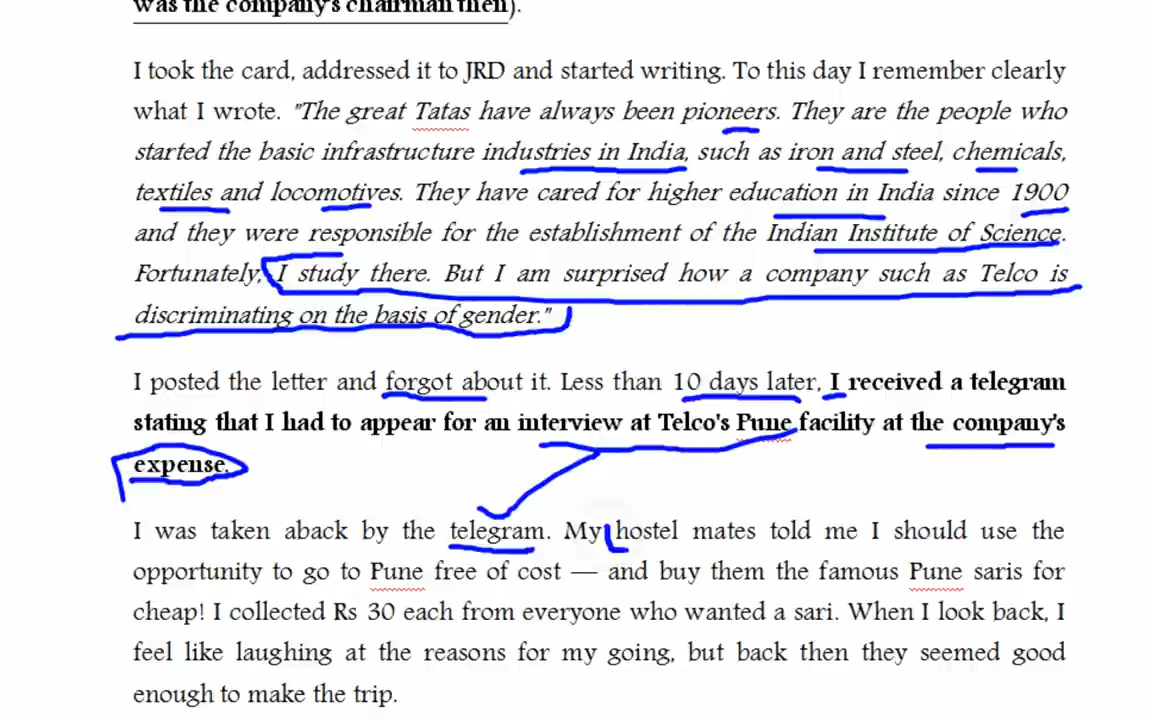 was the company's chairman then).
I took the card, addressed it to JRD and started writing. To this day I remember clearly
what I wrote. "The great Tatas have always been pioneers. They are the people who
started the basic infrastructure industries in India, such as iron and steel, chemicals,
textiles and locomotives. They have cared for higher education in India since 1900
and they were responsible for the establishment of the Indian Institute of Science.
Fortunately, I study there. But I am surprised how a company such as Telco is
discriminating on the basis of gender."
I posted the letter and forgot about it. Less than 10 days later, I received a telegram
stating that I had to appear for an interview at Telco's Pune facility at the company's
expense.
I was taken aback by the telegram. My hostel mates told me I should use the
opportunity to go to Pune free of cost — and buy them the famous Pune saris for
cheap! I collected Rs 30 each from everyone who wanted a sari. When I look back, I
feel like laughing at the reasons for my going, but back then they seemed good
enough to make the trip.